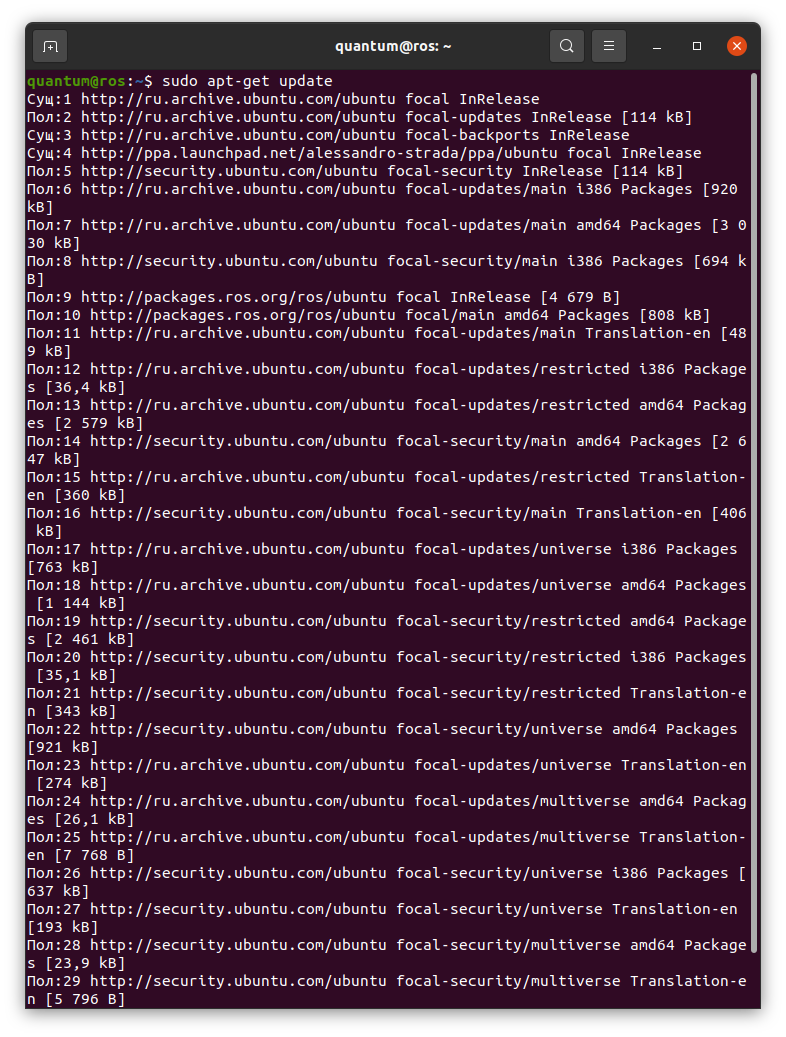 quantum@ros: ~
quantum@ros:~$ sudo apt-get update
Сущ:1 http://ru.archive.ubuntu.com/ubuntu focal InRelease
Пол:2 http://ru.archive.ubuntu.com/ubuntu focal-updates InRelease [114 kB]
Сущ:3 http://ru.archive.ubuntu.com/ubuntu focal-backports InRelease
Сущ:4 http://ppa.launchpad.net/alessandro-strada/ppa/ubuntu focal InRelease
Пол:5 http://security.ubuntu.com/ubuntu focal-security InRelease [114 kB]
Пол:6 http://ru.archive.ubuntu.com/ubuntu focal-updates/main i386 Packages [920
kB]
Пол:7 http://ru.archive.ubuntu.com/ubuntu focal-updates/main amd64 Packages [3 0
30 kB]
Пол:8 http://security.ubuntu.com/ubuntu focal-security/main i386 Packages [694 k
B]
Пол:9 http://packages.ros.org/ros/ubuntu focal InRelease [4 679 B]
Пол:10 http://packages.ros.org/ros/ubuntu focal/main amd64 Packages [808 kB]
Пол:11 http://ru.archive.ubuntu.com/ubuntu focal-updates/main Translation-en [48
9 kB]
Пол:12 http://ru.archive.ubuntu.com/ubuntu focal-updates/restricted i386 Package
s [36,4 kB]
Пол:13 http://ru.archive.ubuntu.com/ubuntu focal-updates/restricted amd64 Packag
es [2 579 kB]
Пол:14 http://security.ubuntu.com/ubuntu focal-security/main amd64 Packages [2 6
47 kB]
Пол:15 http://ru.archive.ubuntu.com/ubuntu focal-updates/restricted Translation-
en [360 kB]
Пол:16 http://security.ubuntu.com/ubuntu focal-security/main Translation-en [406
 kB]
Пол:17 http://ru.archive.ubuntu.com/ubuntu focal-updates/universe i386 Packages
[763 kB]
Пол:18 http://ru.archive.ubuntu.com/ubuntu focal-updates/universe amd64 Packages
 [1 144 kB]
Пол:19 http://security.ubuntu.com/ubuntu focal-security/restricted amd64 Package
s [2 461 kB]
Пол:20 http://security.ubuntu.com/ubuntu focal-security/restricted i386 Packages
 [35,1 kB]
Пол:21 http://security.ubuntu.com/ubuntu focal-security/restricted Translation-e
n [343 kB]
Пол:22 http://security.ubuntu.com/ubuntu focal-security/universe amd64 Packages
[921 kB]
Пол:23 http://ru.archive.ubuntu.com/ubuntu focal-updates/universe Translation-en
 [274 kB]
Пол:24 http://ru.archive.ubuntu.com/ubuntu focal-updates/multiverse amd64 Packag
es [26,1 kB]
Пол:25 http://ru.archive.ubuntu.com/ubuntu focal-updates/multiverse Translation-
en [7 768 B]
Пол:26 http://security.ubuntu.com/ubuntu focal-security/universe i386 Packages [
637 kB]
Пол:27 http://security.ubuntu.com/ubuntu focal-security/universe Translation-en
[193 kB]
Пол:28 http://security.ubuntu.com/ubuntu focal-security/multiverse amd64 Package
s [23,9 kB]
Пол:29 http://security.ubuntu.com/ubuntu focal-security/multiverse Translation-e
n [5 796 B]